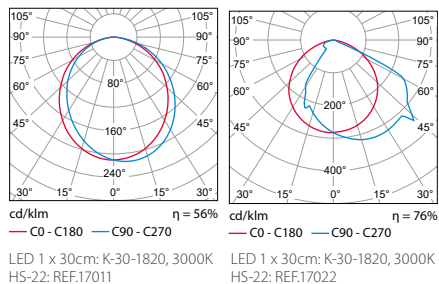 105° 105°
90° 90°
75° 75°
60° 60°
45° 45°
80°
160°
240°
30° 15° 0° 15° 30°
cd/klm η = 56%
C0 - C180 C90 - C270
LED 1 x 30cm: K-30-1820, 3000K
HS-22: REF.17011
105° 105°
90° 90°
75° 75°
60° 60°
45° 45°
200°
400°
30° 15° 0° 15° 30°
cd/klm η = 76%
C0 - C180 C90 - C270
LED 1 x 30cm: K-30-1820, 3000K
HS-22: REF.17022